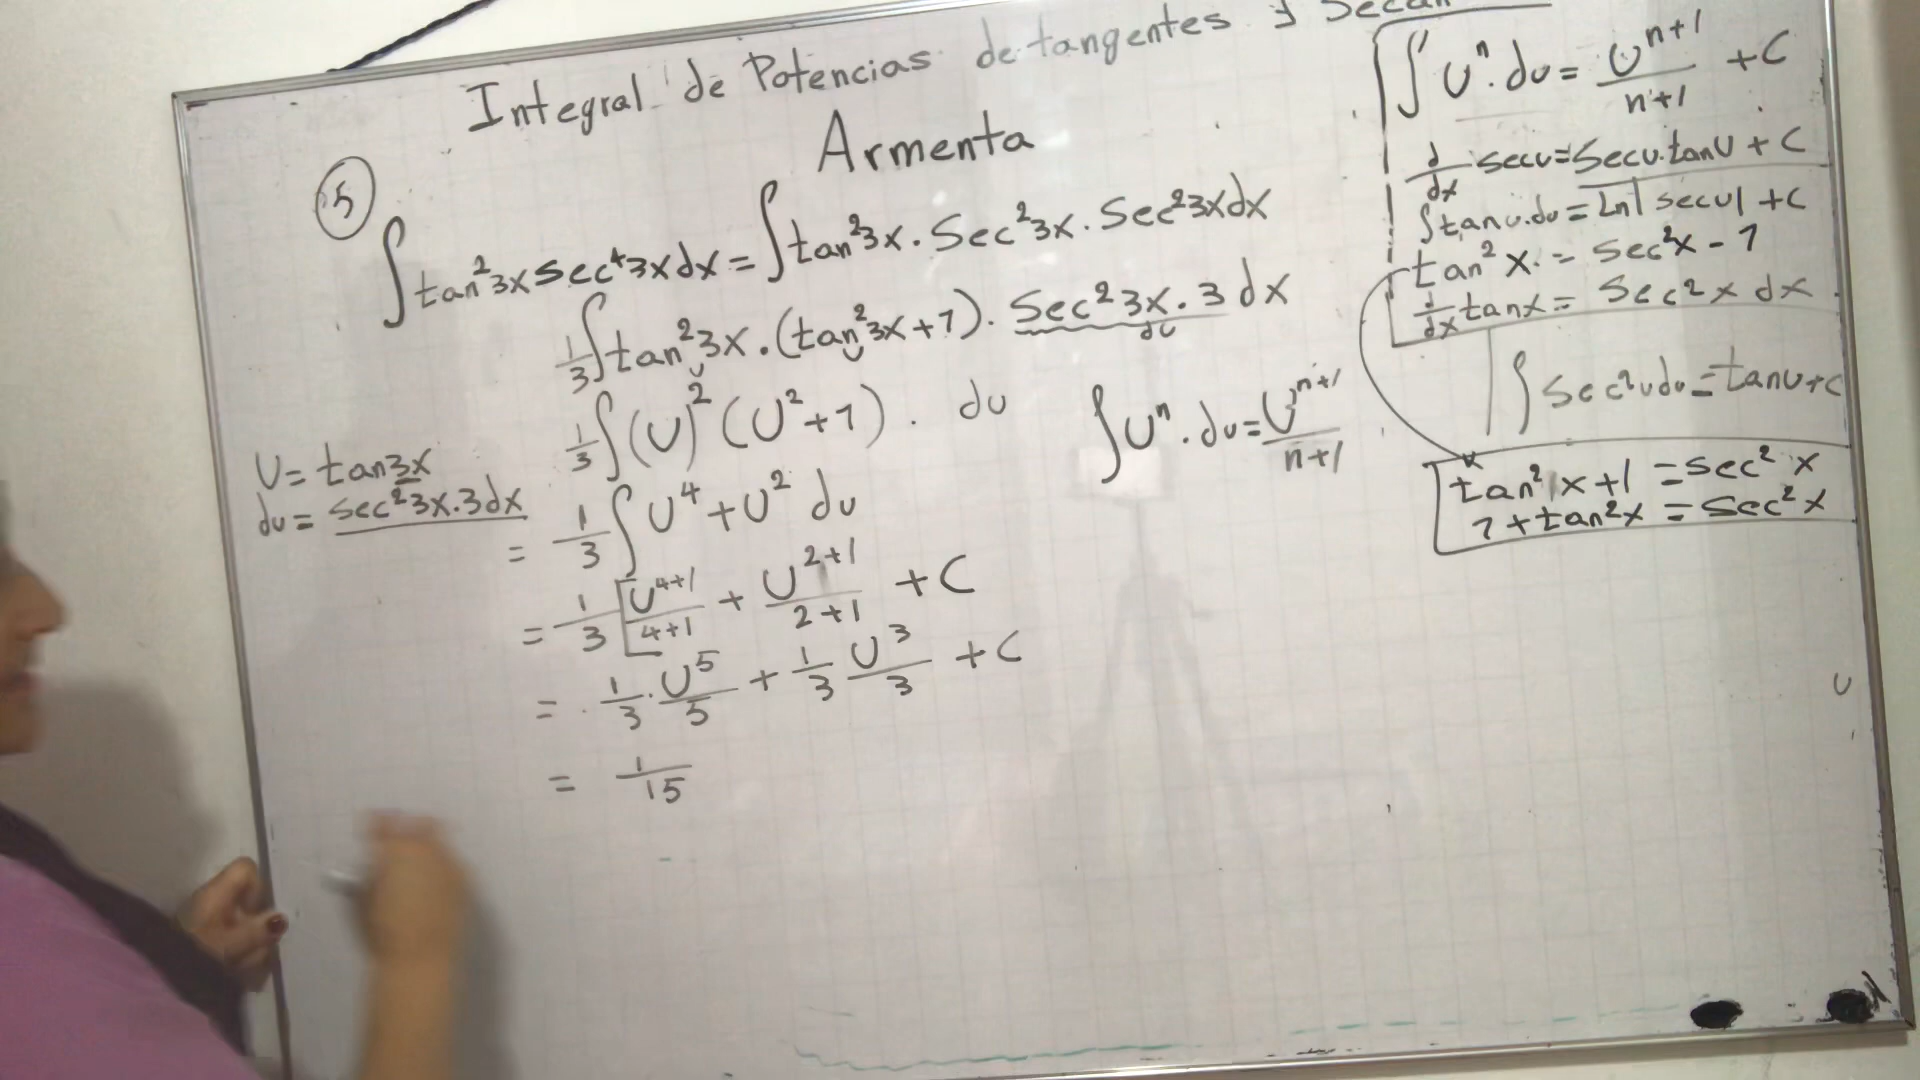 Integral de Potencias de tangentes y Secan
Armenta
5
∫tan²3x sec⁴3x dx = ∫tan²3x · Sec²3x · Sec²3x dx
1/3 ∫tan²3x · (tan²3x+1) · Sec²3x · 3 dx
du
1/3 ∫(U)² (U²+1) · du
U = tan3x
du = sec²3x·3dx
= 1/3 ∫U⁴ + U² du
= 1/3 [U⁴⁺¹/4+1 + U²⁺¹/2+1 + C
= 1/3 · U⁵/5 + 1/3 U³/3 + C
= 1/15
∫Uⁿ · du = Uⁿ⁺¹/n+1
∫Uⁿ · du = Uⁿ⁺¹/n+1 + C
d/dx secu = Secu·tanU + C
∫tanu·du = Ln|secu| + C
tan²x = Sec²x - 1
d/dx tanx = Sec²x dx
∫Sec²u du = tanu+c
tan²x+1 = sec²x
1+tan²x = Sec²x
U